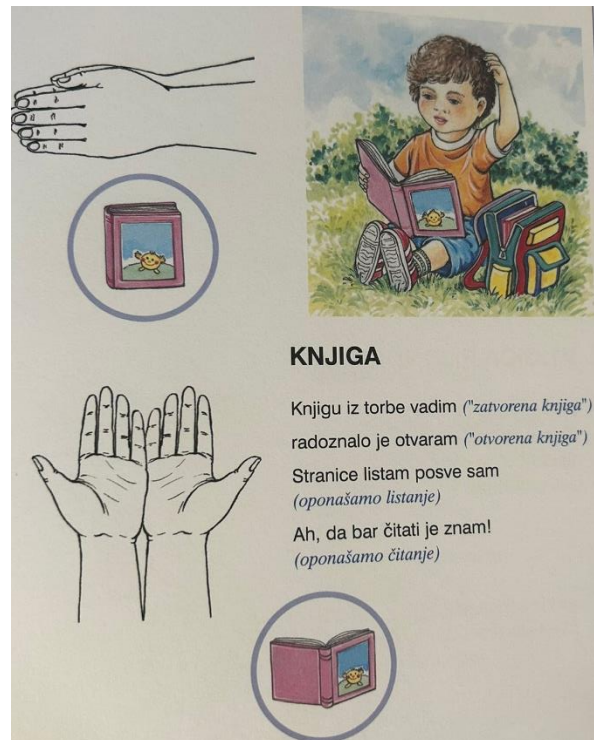 KNJIGA
Knjigu iz torbe vadim ("zatvorena knjiga")
radoznalo je otvaram ("otvorena knjiga")
Stranice listam posve sam
(oponašamo listanje)
Ah, da bar čitati je znam!
(oponašamo čitanje)